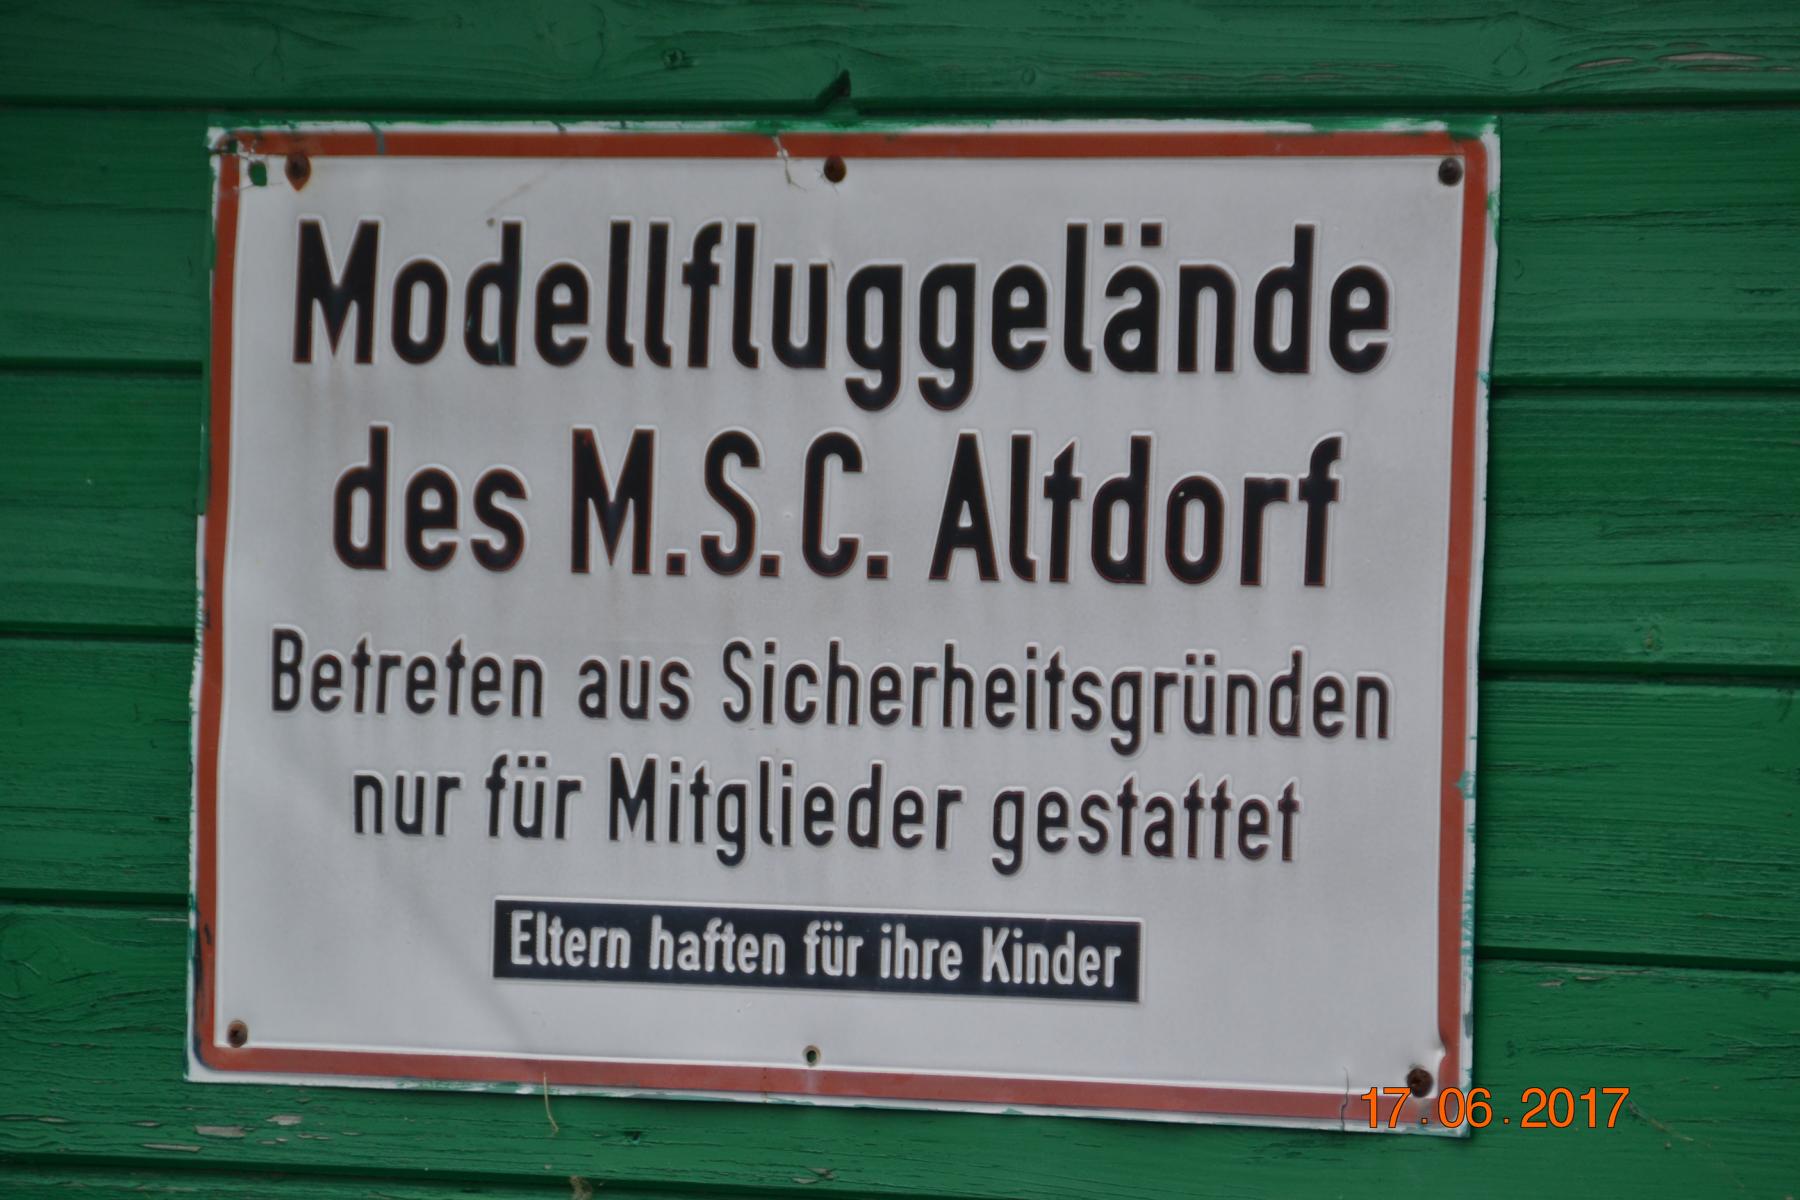 Modellfluggelände
des M.S.C. Altdorf
Betreten aus Sicherheitsgründen
nur für Mitglieder gestattet
Eltern haften für ihre Kinder
17.06.2017